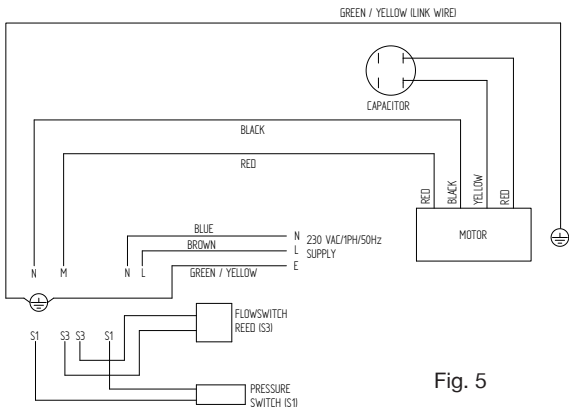 GREEN / YELLOW (LINK WIRE)
CAPACITOR
BLACK
RED
RED
BLACK
YELLOW
RED
MOTOR
BLUE
BROWN
GREEN / YELLOW
N
L
E
230 VAC/1PH/50Hz
SUPPLY
N
M
N
L
S1
S3
S3
S1
FLOWSWITCH
REED (S3)
PRESSURE
SWITCH (S1)
Fig. 5